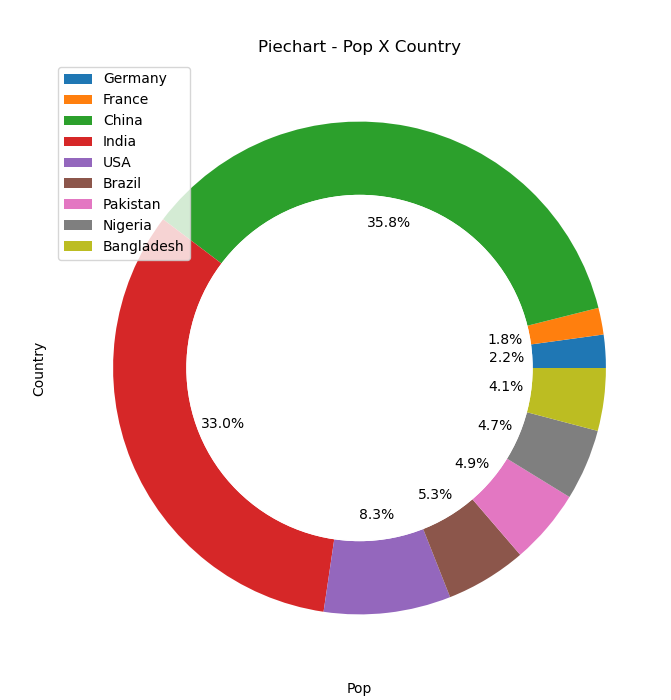 Piechart - Pop X Country
Germany
France
China
India
USA
Brazil
Pakistan
Nigeria
Bangladesh
35.8%
1.8%
2.2%
4.1%
4.7%
33.0%
4.9%
5.3%
8.3%
Country
Pop